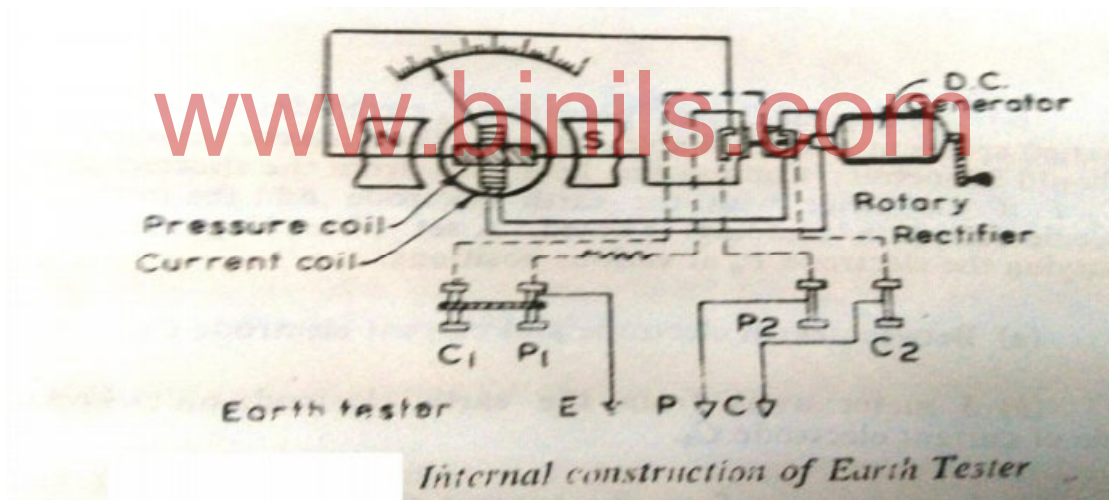 www.binils.com
D.C.
Generator
N
S
Rotary
Rectifier
Pressure coil
Current coil
C1 P1
P2
C2
Earth tester
E P C
Internal construction of Earth Tester